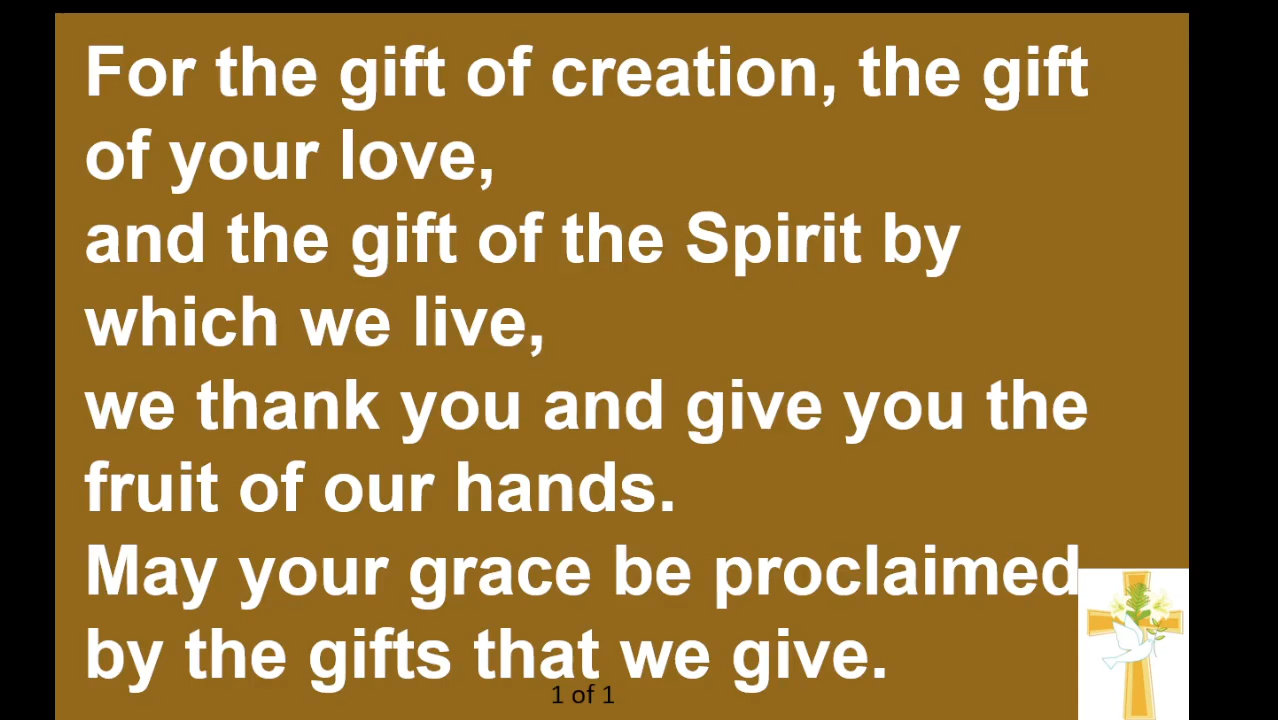 For the gift of creation, the gift
of your love,
and the gift of the Spirit by
which we live,
we thank you and give you the
fruit of our hands.
May your grace be proclaimed
by the gifts that we give.
1 of 1